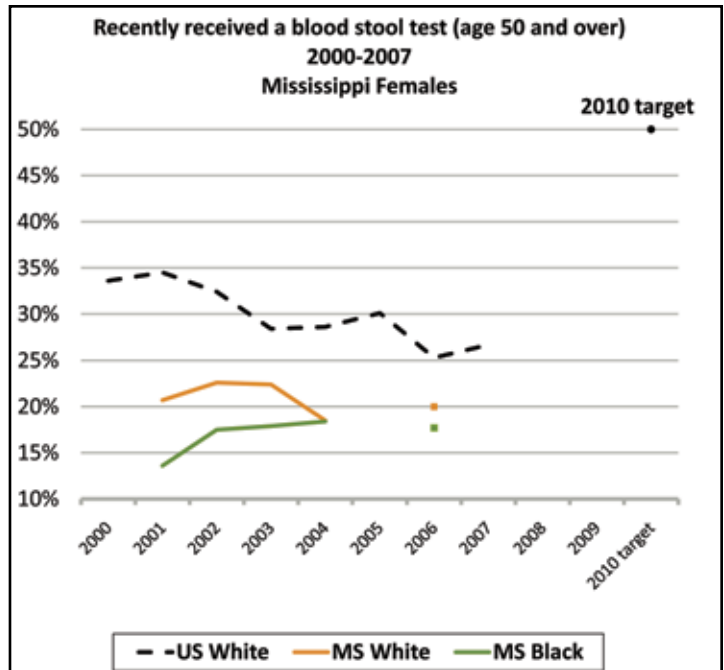 Recently received a blood stool test (age 50 and over)
2000-2007
Mississippi Females
2010 target
50%
45%
40%
35%
30%
25%
20%
15%
10%
2000
2001
2002
2003
2004
2005
2006
2007
2008
2009
2010 target
US White
MS White
MS Black